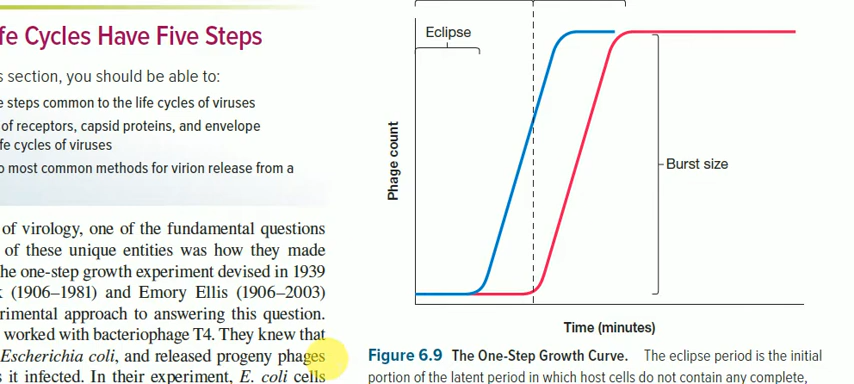 fe Cycles Have Five Steps
s section, you should be able to:
e steps common to the life cycles of viruses
of receptors, capsid proteins, and envelope
fe cycles of viruses
o most common methods for virion release from a
of virology, one of the fundamental questions
of these unique entities was how they made
he one-step growth experiment devised in 1939
k (1906–1981) and Emory Ellis (1906–2003)
rimental approach to answering this question.
worked with bacteriophage T4. They knew that
Escherichia coli, and released progeny phages
s it infected. In their experiment, E. coli cells
Eclipse
Phage count
Burst size
Time (minutes)
Figure 6.9 The One-Step Growth Curve. The eclipse period is the initial
portion of the latent period in which host cells do not contain any complete,